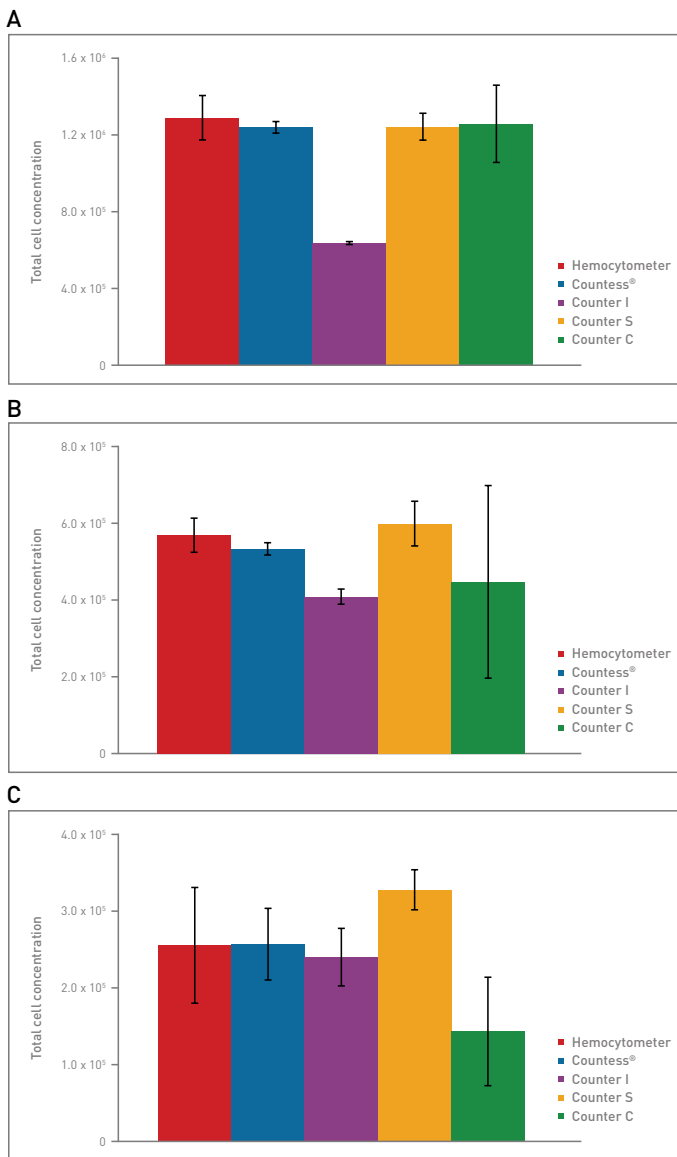 A
1.6 x 10⁶
1.2 x 10⁶
8.0 x 10⁵
4.0 x 10⁵
0
Total cell concentration
Hemocytometer
Countess®
Counter I
Counter S
Counter C
B
8.0 x 10⁵
6.0 x 10⁵
4.0 x 10⁵
2.0 x 10⁵
0
Total cell concentration
Hemocytometer
Countess®
Counter I
Counter S
Counter C
C
4.0 x 10⁵
3.0 x 10⁵
2.0 x 10⁵
1.0 x 10⁵
0
Total cell concentration
Hemocytometer
Countess®
Counter I
Counter S
Counter C